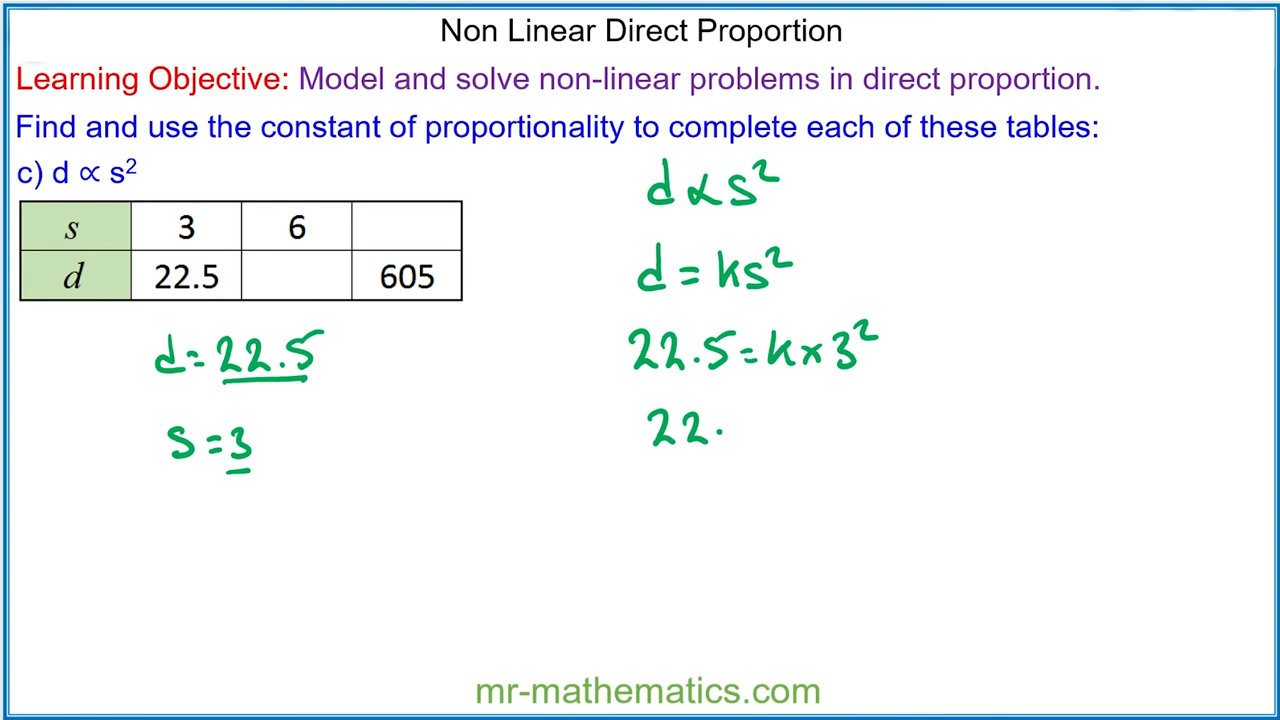 Non Linear Direct Proportion
Learning Objective: Model and solve non-linear problems in direct proportion.
Find and use the constant of proportionality to complete each of these tables:
c) d ∝ s²
s 3 6
d 22.5 605
d = 22.5
s = 3
d ∝ s²
d = ks²
22.5 = k × 3²
22.
mr-mathematics.com